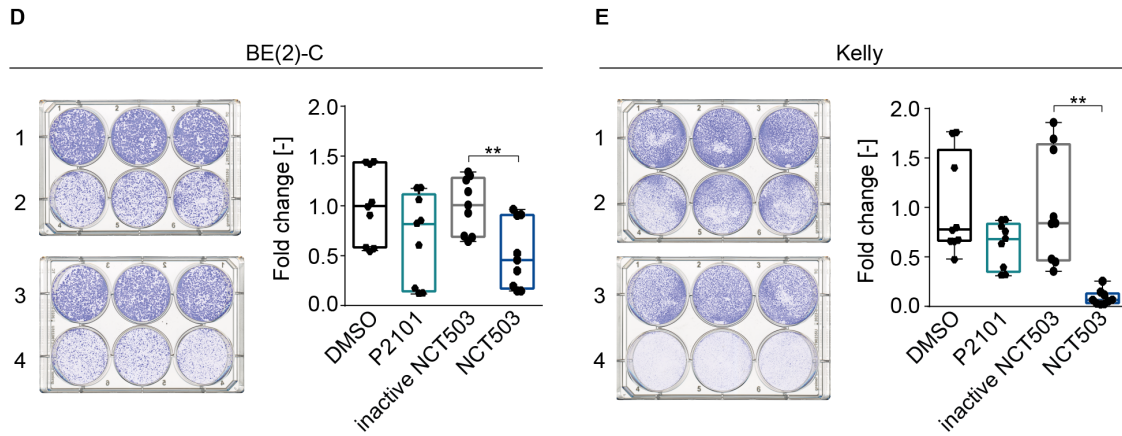 D
BE(2)-C
1
2
3
4
Fold change [-]
2.0
1.5
1.0
0.5
0.0
**
DMSO
P2101
inactive NCT503
NCT503
E
Kelly
1
2
3
4
Fold change [-]
2.0
1.5
1.0
0.5
0.0
**
DMSO
P2101
inactive NCT503
NCT503